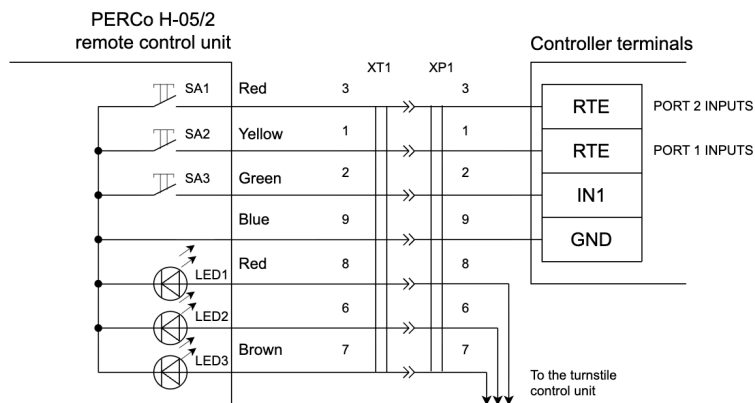 PERCo H-05/2
remote control unit
Controller terminals
XT1 XP1
SA1 Red 3 3 RTE PORT 2 INPUTS
SA2 Yellow 1 1 RTE PORT 1 INPUTS
SA3 Green 2 2 IN1
Blue 9 9 GND
LED1 Red 8 8
LED2 6 6
LED3 Brown 7 7
To the turnstile
control unit